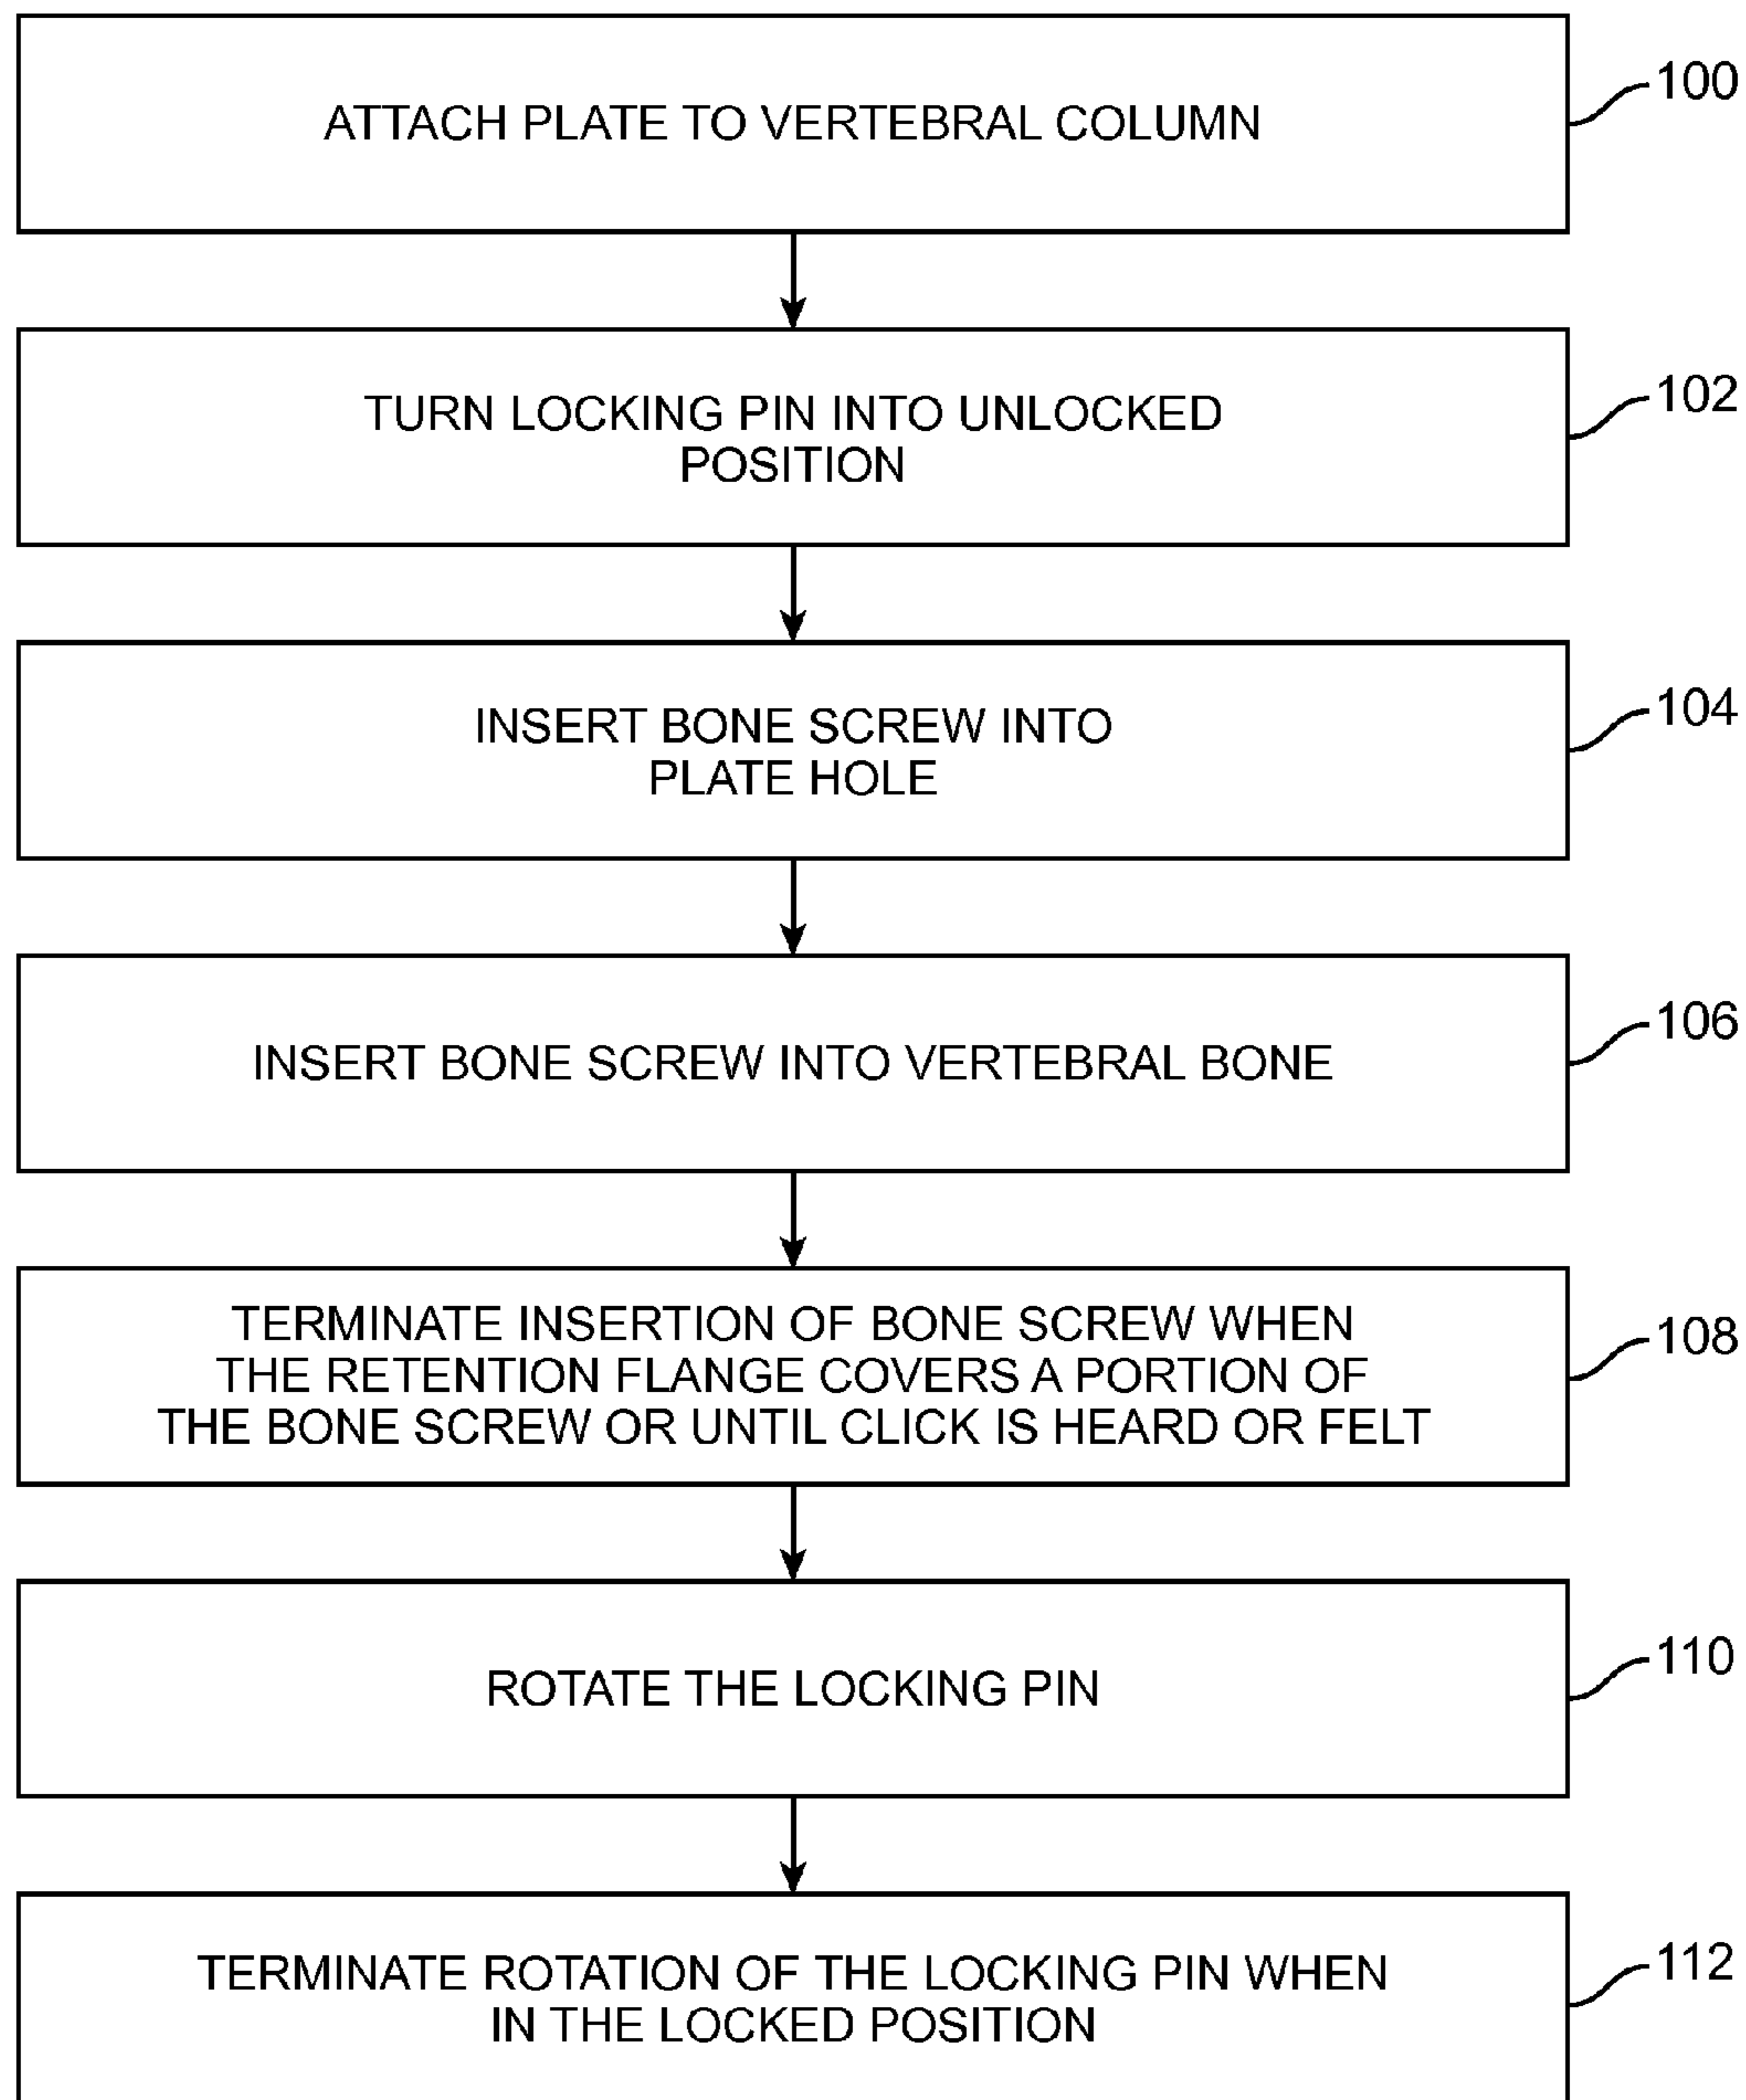 ATTACH PLATE TO VERTEBRAL COLUMN
100
TURN LOCKING PIN INTO UNLOCKED
POSITION
102
INSERT BONE SCREW INTO
PLATE HOLE
104
INSERT BONE SCREW INTO VERTEBRAL BONE
106
TERMINATE INSERTION OF BONE SCREW WHEN
THE RETENTION FLANGE COVERS A PORTION OF
THE BONE SCREW OR UNTIL CLICK IS HEARD OR FELT
108
ROTATE THE LOCKING PIN
110
TERMINATE ROTATION OF THE LOCKING PIN WHEN
IN THE LOCKED POSITION
112